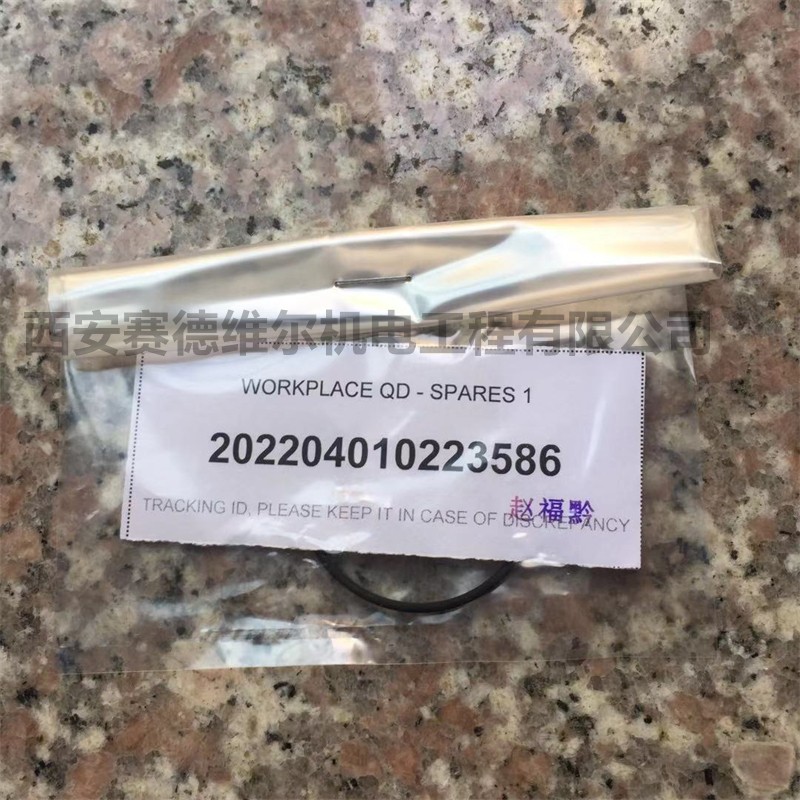 西安赛德维尔机电工程有限公司
WORKPLACE QD - SPARES 1
202204010223586
TRACKING ID, PLEASE KEEP IT IN CASE OF DISCREPANCY
赵福黔